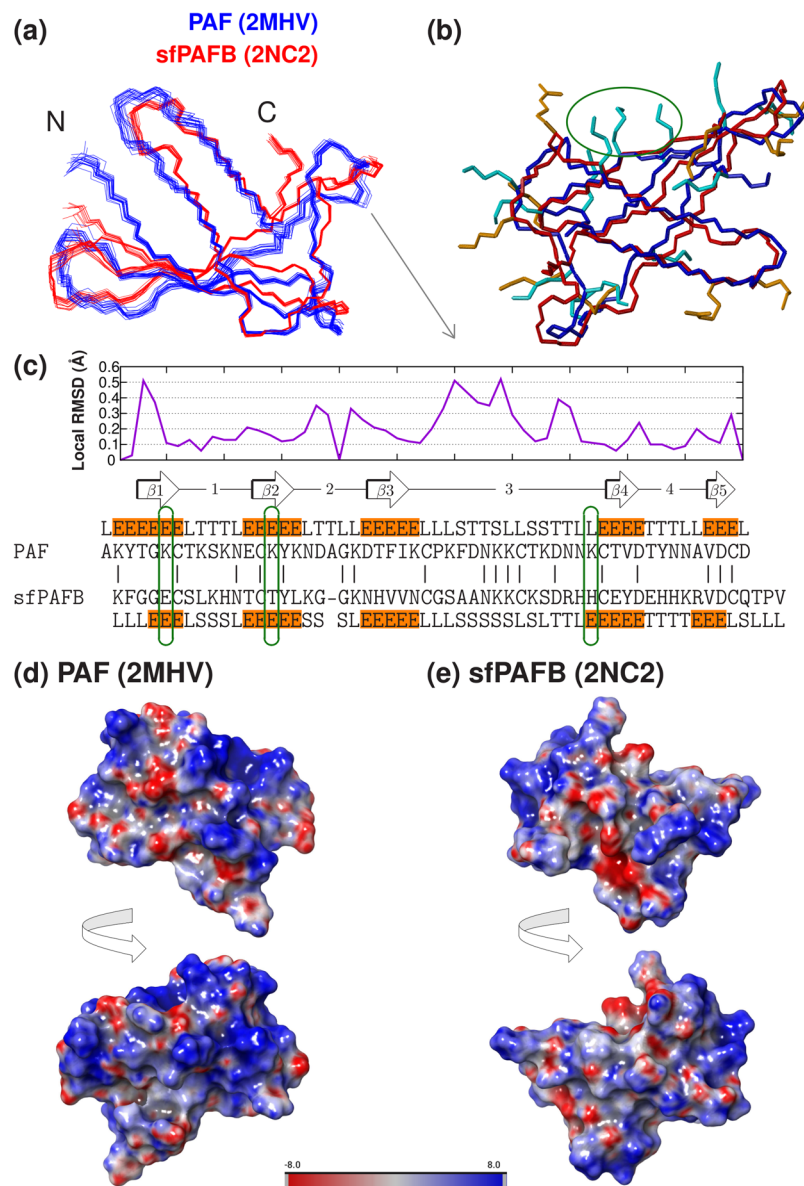 (a)
PAF (2MHV)
sfPAFB (2NC2)
N
C
(b)
(c)
Local RMSD (Å)
0.6
0.5
0.4
0.3
0.2
0.1
0
β1 1 β2 2 β3 3 β4 4 β5
LEEEEEELTTTLEEEEELTTLLEEEEELLLSTTSLLSSTTLLEEEETTTLLEEEL
PAF AKYTGKCTKSKNECKYKNDAGKDTFIKCPKFDNKKCTKDNNKCTVDTYNNAVDCD
sfPAFB KFGGECSLKHNTCTYLKG-GKNHVVNCGSAANKKCKSDRHHCEYDEHHKRVDCQTPV
LLLEEEELSSSLEEEEESS SLEEEEELLLSSSSSLSLTTLEEEEETTTTEEELSLLL
(d) PAF (2MHV)
(e) sfPAFB (2NC2)
-8.0 8.0